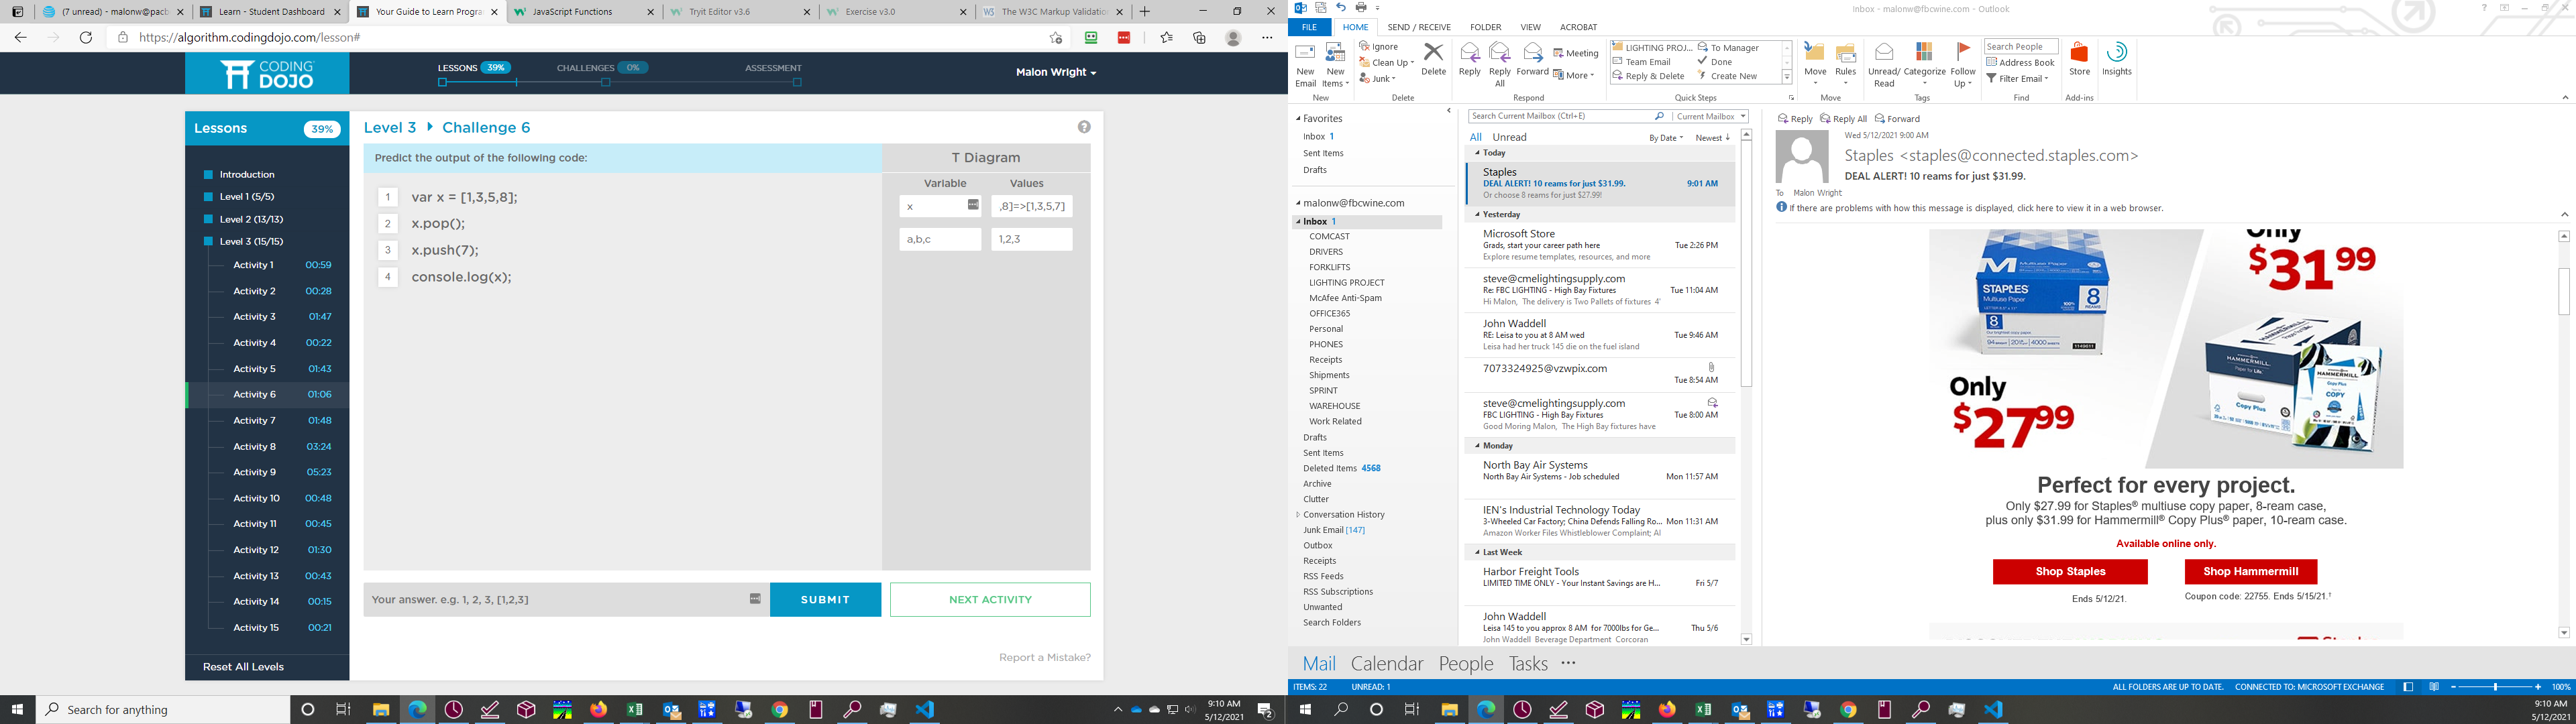 (7 unread) - malonw@pacb
Learn - Student Dashboard
Your Guide to Learn Progra
JavaScript Functions
Tryit Editor v3.6
Exercise v3.0
The W3C Markup Validatio
https://algorithm.codingdojo.com/lesson#
CODING DOJO
LESSONS 39%
CHALLENGES 0%
ASSESSMENT
Malon Wright
Lessons 39%
Introduction
Level 1 (5/5)
Level 2 (13/13)
Level 3 (15/15)
Activity 1 00:59
Activity 2 00:28
Activity 3 01:47
Activity 4 00:22
Activity 5 01:43
Activity 6 01:06
Activity 7 01:48
Activity 8 03:24
Activity 9 05:23
Activity 10 00:48
Activity 11 00:45
Activity 12 01:30
Activity 13 00:43
Activity 14 00:15
Activity 15 00:21
Reset All Levels
Level 3 Challenge 6
Predict the output of the following code:
1 var x = [1,3,5,8];
2 x.pop();
3 x.push(7);
4 console.log(x);
T Diagram
Variable Values
x ,8]=>[1,3,5,7]
a,b,c 1,2,3
Your answer. e.g. 1, 2, 3, [1,2,3]
SUBMIT
NEXT ACTIVITY
Report a Mistake?
Search for anything
9:10 AM
5/12/2021
2
Inbox - malonw@fbcwine.com - Outlook
FILE HOME SEND / RECEIVE FOLDER VIEW ACROBAT
New Email
New Items
New
Ignore
Clean Up
Junk
Delete
Delete
Reply
Reply All
Forward
Meeting
More
Respond
LIGHTING PROJ...
Team Email
Reply & Delete
To Manager
Done
Create New
Quick Steps
Move
Rules
Move
Unread/ Read
Categorize
Follow Up
Tags
Search People
Address Book
Filter Email
Find
Store
Add-ins
Insights
Favorites
Inbox 1
Sent Items
Drafts
malonw@fbcwine.com
Inbox 1
COMCAST
DRIVERS
FORKLIFTS
LIGHTING PROJECT
McAfee Anti-Spam
OFFICE365
Personal
PHONES
Receipts
Shipments
SPRINT
WAREHOUSE
Work Related
Drafts
Sent Items
Deleted Items 4568
Archive
Clutter
Conversation History
Junk Email [147]
Outbox
Receipts
RSS Feeds
RSS Subscriptions
Unwanted
Search Folders
Search Current Mailbox (Ctrl+E)
Current Mailbox
All Unread
By Date Newest
Today
Staples
DEAL ALERT! 10 reams for just $31.99. 9:01 AM
Or choose 8 reams for just $27.99!
Yesterday
Microsoft Store
Grads, start your career path here Tue 2:26 PM
Explore resume templates, resources, and more
steve@cmelightingsupply.com
Re: FBC LIGHTING - High Bay Fixtures Tue 11:04 AM
Hi Malon, The delivery is Two Pallets of fixtures 4'
John Waddell
RE: Leisa to you at 8 AM wed Tue 9:46 AM
Leisa had her truck 145 die on the fuel island
7073324925@vzwpix.com
Tue 8:54 AM
steve@cmelightingsupply.com
FBC LIGHTING - High Bay Fixtures Tue 8:00 AM
Good Moring Malon, The High Bay fixtures have
Monday
North Bay Air Systems
North Bay Air Systems - Job scheduled Mon 11:57 AM
IEN's Industrial Technology Today
3-Wheeled Car Factory; China Defends Falling Ro... Mon 11:31 AM
Amazon Worker Files Whistleblower Complaint; AI
Last Week
Harbor Freight Tools
LIMITED TIME ONLY - Your Instant Savings are H... Fri 5/7
John Waddell
Leisa 145 to you approx 8 AM for 7000lbs for Ge... Thu 5/6
John Waddell Beverage Department Corcoran
Reply Reply All Forward
Wed 5/12/2021 9:00 AM
Staples <staples@connected.staples.com>
DEAL ALERT! 10 reams for just $31.99.
To Malon Wright
If there are problems with how this message is displayed, click here to view it in a web browser.
Only
$31 99
STAPLES
Multiuse Paper
8
HAMMERMILL
Copy Plus
COPY
Only
$27 99
Perfect for every project.
Only $27.99 for Staples® multiuse copy paper, 8-ream case,
plus only $31.99 for Hammermill® Copy Plus® paper, 10-ream case.
Available online only.
Shop Staples
Shop Hammermill
Ends 5/12/21.
Coupon code: 22755. Ends 5/15/21.†
Mail Calendar People Tasks
ITEMS: 22 UNREAD: 1
ALL FOLDERS ARE UP TO DATE. CONNECTED TO: MICROSOFT EXCHANGE
100%
9:10 AM
5/12/2021